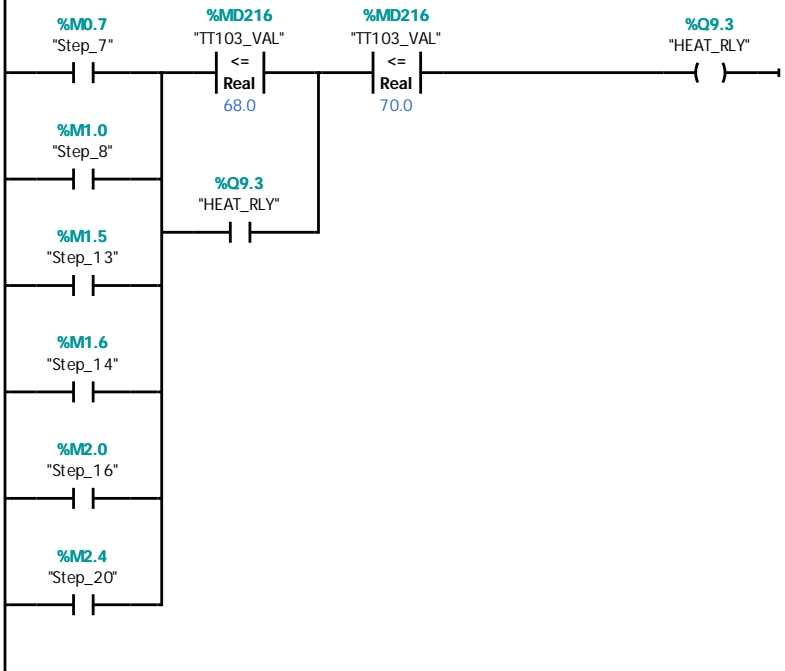 %M0.7
"Step_7"
%MD216
"TT103_VAL"
<=
Real
68.0
%MD216
"TT103_VAL"
<=
Real
70.0
%Q9.3
"HEAT_RLY"
%M1.0
"Step_8"
%Q9.3
"HEAT_RLY"
%M1.5
"Step_13"
%M1.6
"Step_14"
%M2.0
"Step_16"
%M2.4
"Step_20"